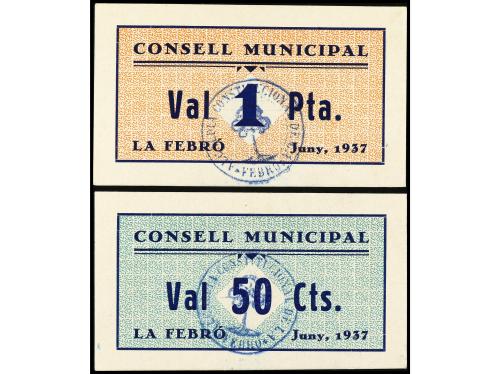 CONSELL MUNICIPAL
Val 1 Pta.
LA FEBRÓ Juny, 1937
CONSELL MUNICIPAL
Val 50 Cts.
LA FEBRÓ Juny, 1937